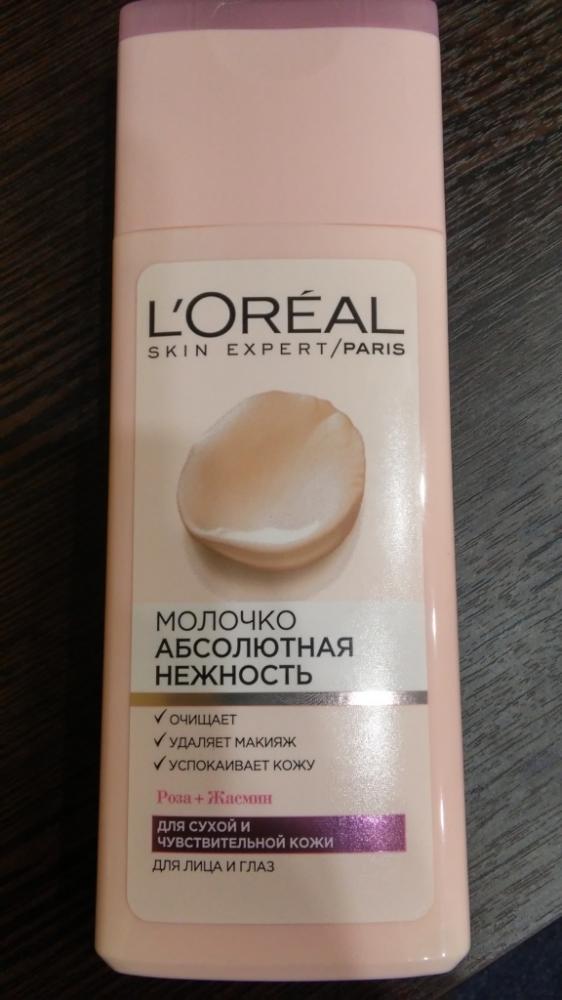 L'ORÉAL
SKIN EXPERT/PARIS
МОЛОЧКО
АБСОЛЮТНАЯ
НЕЖНОСТЬ
✓ ОЧИЩАЕТ
✓ УДАЛЯЕТ МАКИЯЖ
✓ УСПОКАИВАЕТ КОЖУ
Роза + Жасмин
ДЛЯ СУХОЙ И
ЧУВСТВИТЕЛЬНОЙ КОЖИ
ДЛЯ ЛИЦА И ГЛАЗ